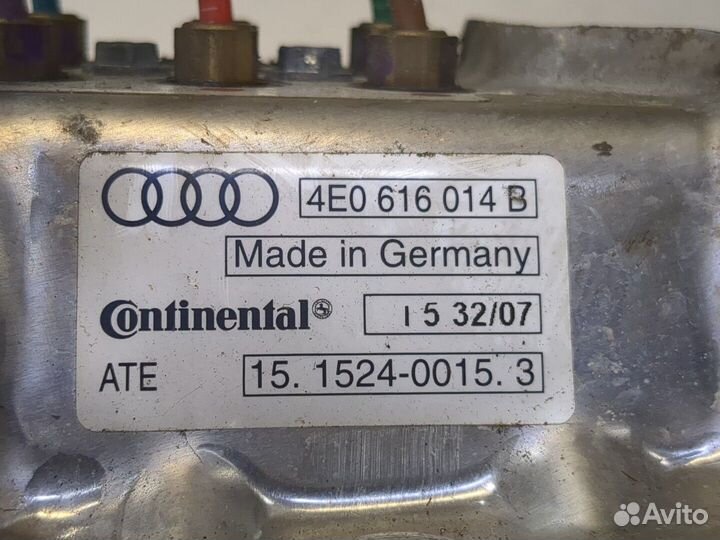 4E0 616 014 B
Made in Germany
Continental
I 5 32/07
ATE 15. 1524-0015. 3
Avito